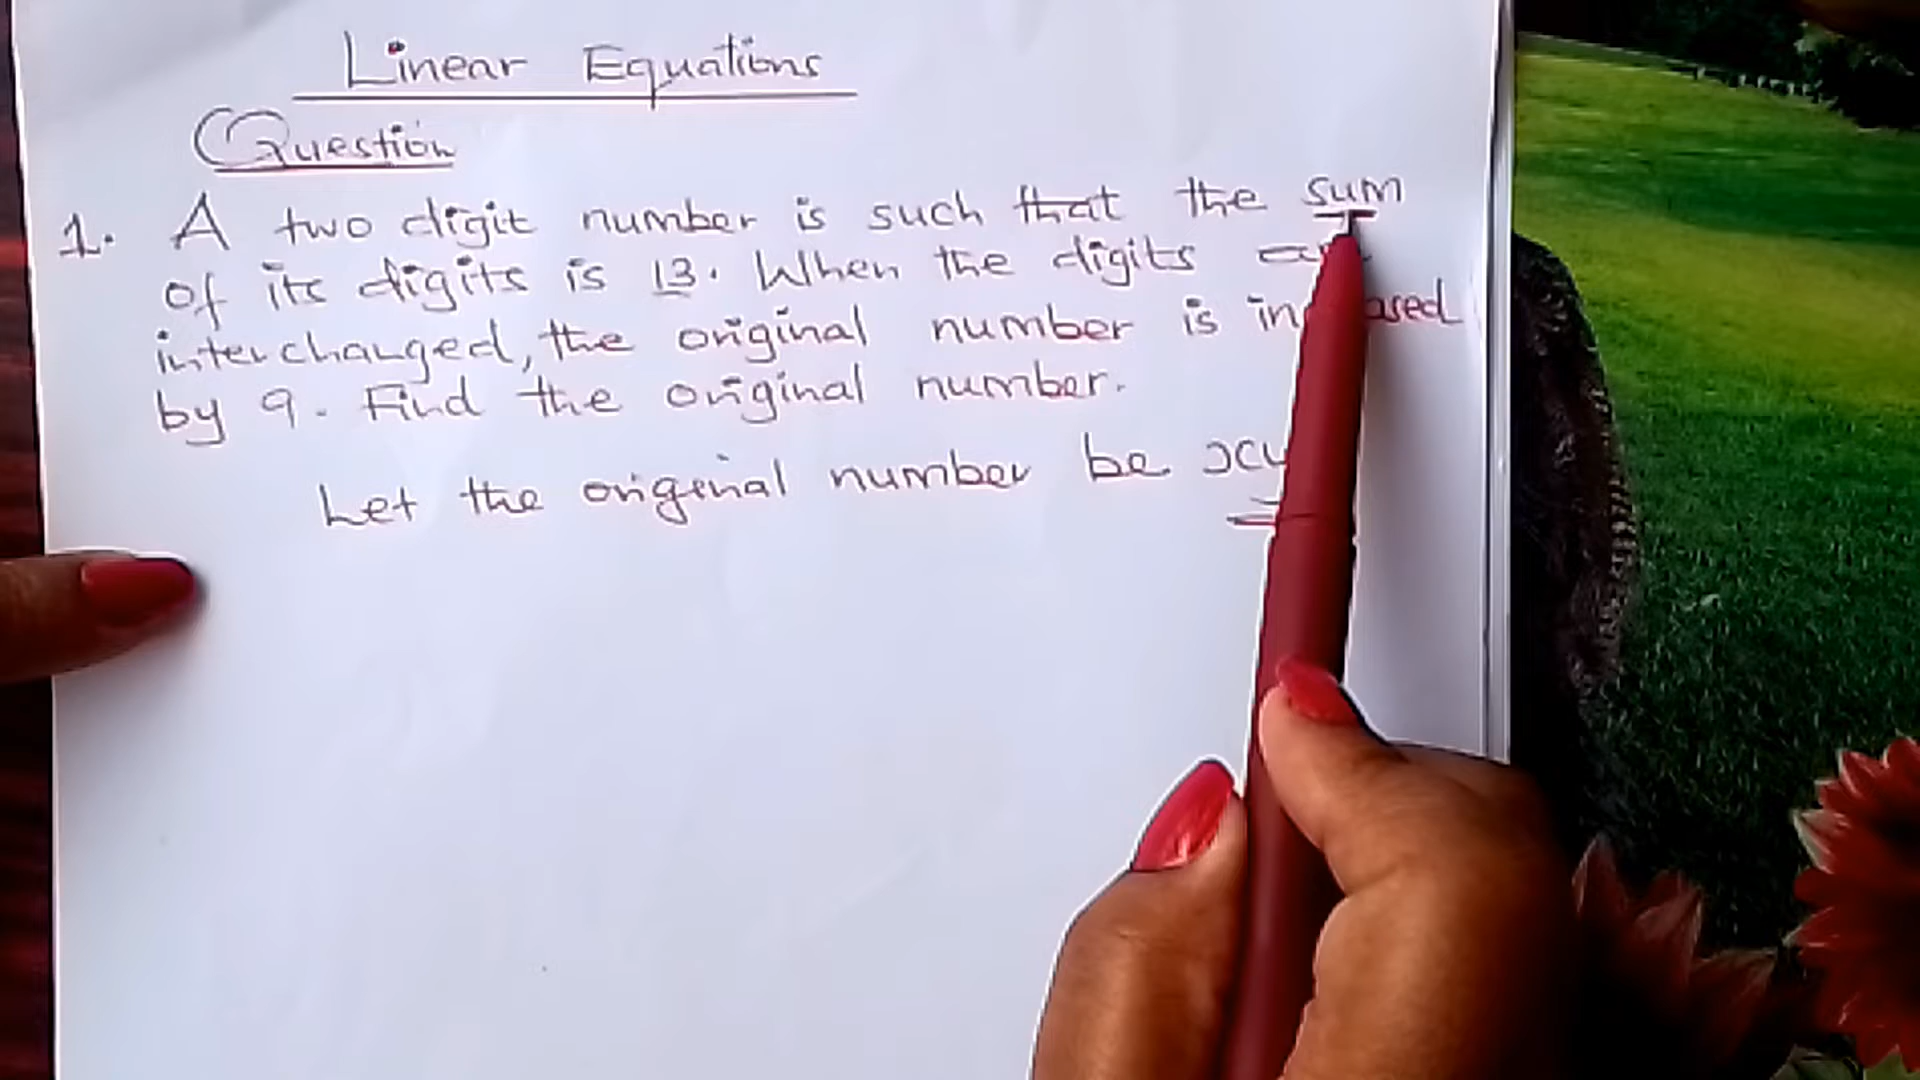 Linear Equations
Question
1. A two digit number is such that the sum
of its digits is 13. When the digits
interchanged, the original number is
by 9. Find the original number.
Let the original number be xy